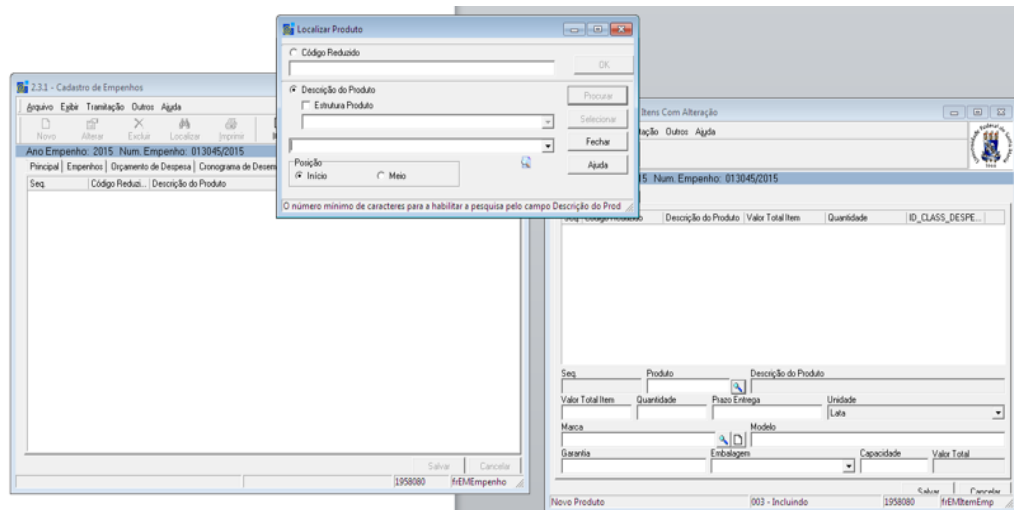 Localizar Produto
Código Reduzido
OK
Descrição do Produto
Procurar
Estrutura Produto
Selecionar
Fechar
Posição
Início
Meio
Ajuda
O número mínimo de caracteres para a habilitar a pesquisa pelo campo Descrição do Prod
2.3.1 - Cadastro de Empenhos
Arquivo Exibir Tramitação Outros Ajuda
Novo Alterar Excluir Localizar Imprimir
Ano Empenho: 2015 Num. Empenho: 013045/2015
Principal Empenhos Orçamento de Despesa Cronograma de Desem
Seq. Código Reduzi... Descrição do Produto
Salvar Cancelar
1958080 frEMEmpenho
Itens Com Alteração
tação Outros Ajuda
15 Num. Empenho: 013045/2015
Seq Código Reduzido Descrição do Produto Valor Total Item Quantidade ID_CLASS_DESPE...
Seq. Produto Descrição do Produto
Valor Total Item Quantidade Prazo Entrega Unidade
Lata
Marca Modelo
Garantia Embalagem Capacidade Valor Total
Salvar Cancelar
Novo Produto 003 - Incluindo 1958080 frEMItemEmp